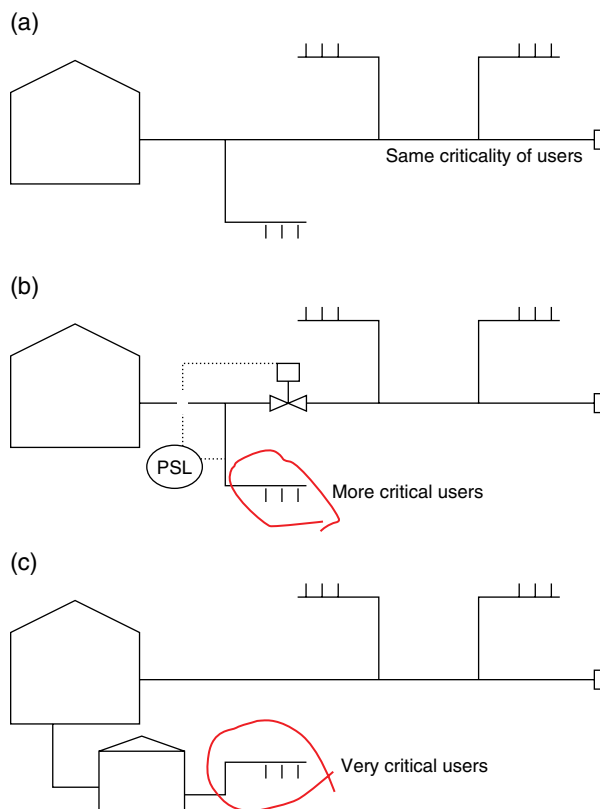 (a)
Same criticality of users
(b)
PSL
More critical users
(c)
Very critical users